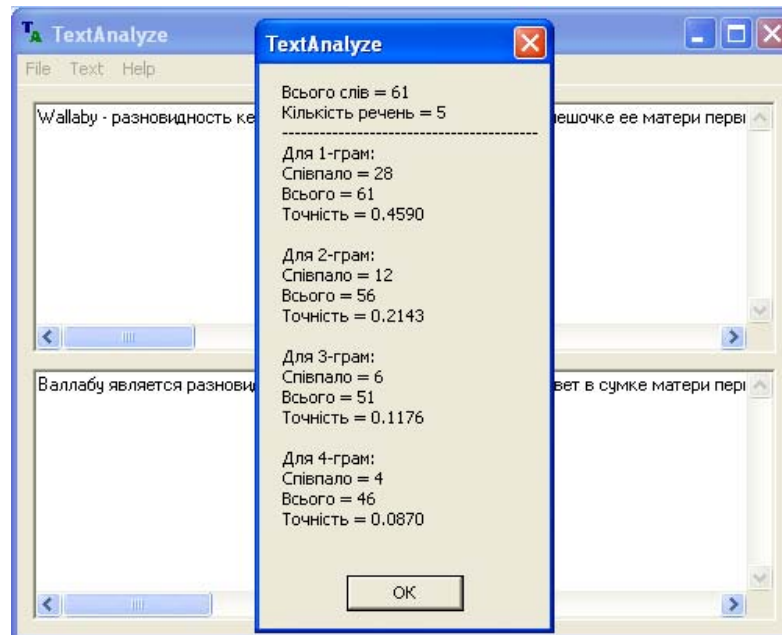 TextAnalyze
File Text Help
TextAnalyze
Всього слів = 61
Кількість речень = 5
----------------------------------------
Для 1-грам:
Співпало = 28
Всього = 61
Точність = 0.4590
Для 2-грам:
Співпало = 12
Всього = 56
Точність = 0.2143
Для 3-грам:
Співпало = 6
Всього = 51
Точність = 0.1176
Для 4-грам:
Співпало = 4
Всього = 46
Точність = 0.0870
OK
Wallaby - разновидность ке
ешочке ее матери первы
Валлабу является разнови
вет в сумке матери перв